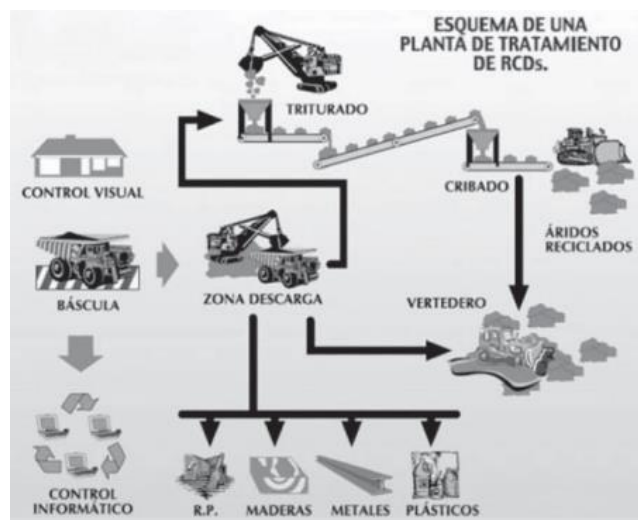 ESQUEMA DE UNA
PLANTA DE TRATAMIENTO
DE RCDs.
TRITURADO
CONTROL VISUAL
CRIBADO
ÁRIDOS
RECICLADOS
BÁSCULA
ZONA DESCARGA
VERTEDERO
CONTROL
INFORMÁTICO
R.P.
MADERAS
METALES
PLÁSTICOS